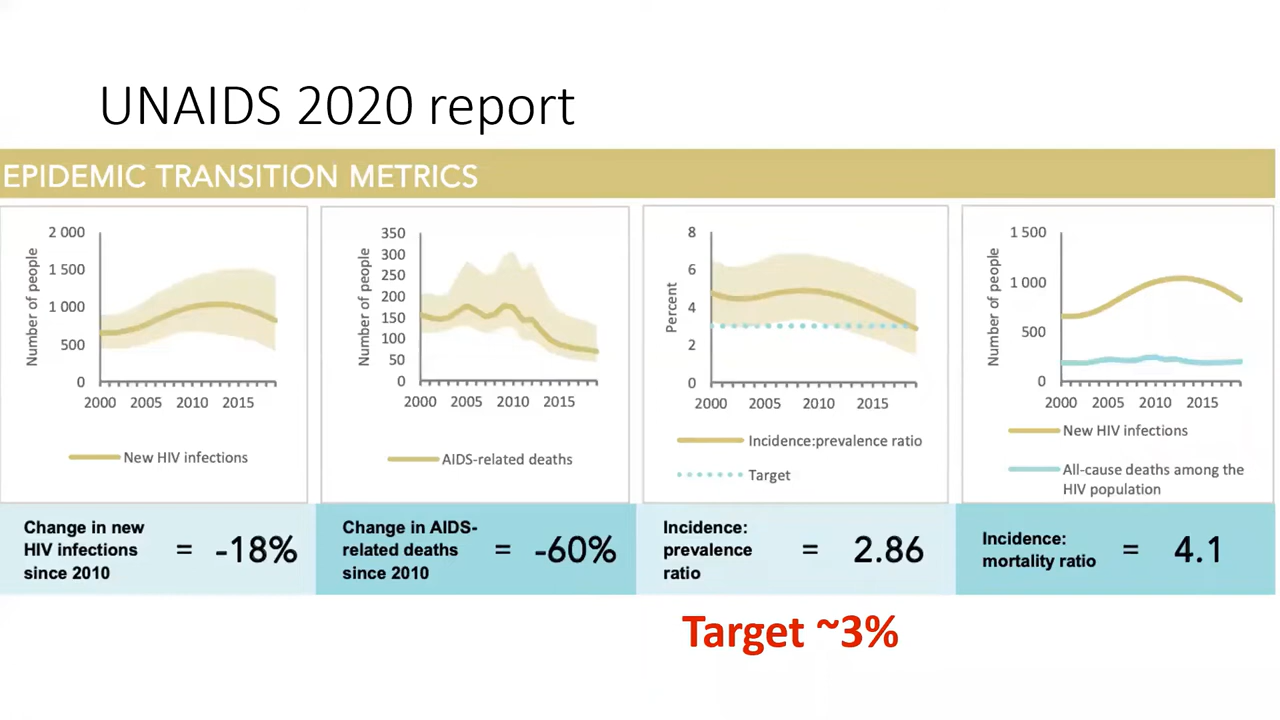 UNAIDS 2020 report
EPIDEMIC TRANSITION METRICS
Number of people
2 000
1 500
1 000
500
0
2000 2005 2010 2015
New HIV infections
Number of people
350
300
250
200
150
100
50
0
2000 2005 2010 2015
AIDS-related deaths
Percent
8
6
4
2
0
2000 2005 2010 2015
Incidence:prevalence ratio
Target
Number of people
1 500
1 000
500
0
2000 2005 2010 2015
New HIV infections
All-cause deaths among the
HIV population
Change in new
HIV infections
since 2010
= -18%
Change in AIDS-
related deaths
since 2010
= -60%
Incidence:
prevalence
ratio
= 2.86
Incidence:
mortality ratio
= 4.1
Target ~3%